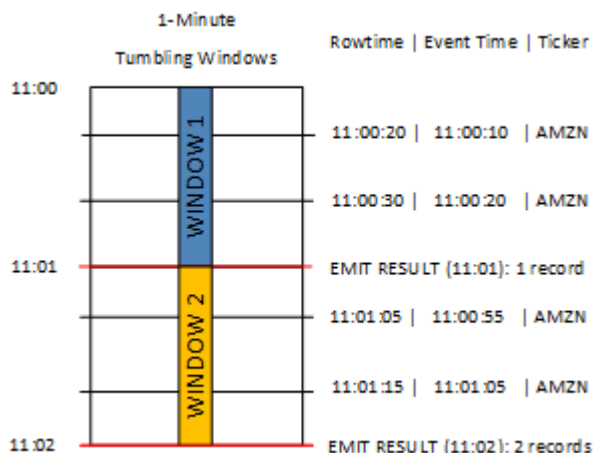 1-Minute
Tumbling Windows
Rowtime | Event Time | Ticker
11:00
WINDOW 1
11:00:20 | 11:00:10 | AMZN
11:00:30 | 11:00:20 | AMZN
11:01
EMIT RESULT (11:01): 1 record
WINDOW 2
11:01:05 | 11:00:55 | AMZN
11:01:15 | 11:01:05 | AMZN
11:02
EMIT RESULT (11:02): 2 records